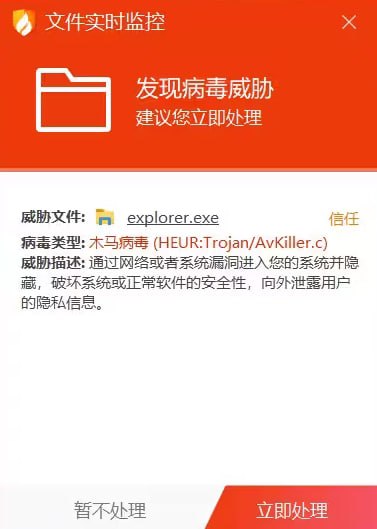 文件实时监控
发现病毒威胁
建议您立即处理
威胁文件: explorer.exe 信任
病毒类型: 木马病毒 (HEUR:Trojan/AvKiller.c)
威胁描述: 通过网络或者系统漏洞进入您的系统并隐
藏，破坏系统或正常软件的安全性，向外泄露用户
的隐私信息。
暂不处理 立即处理